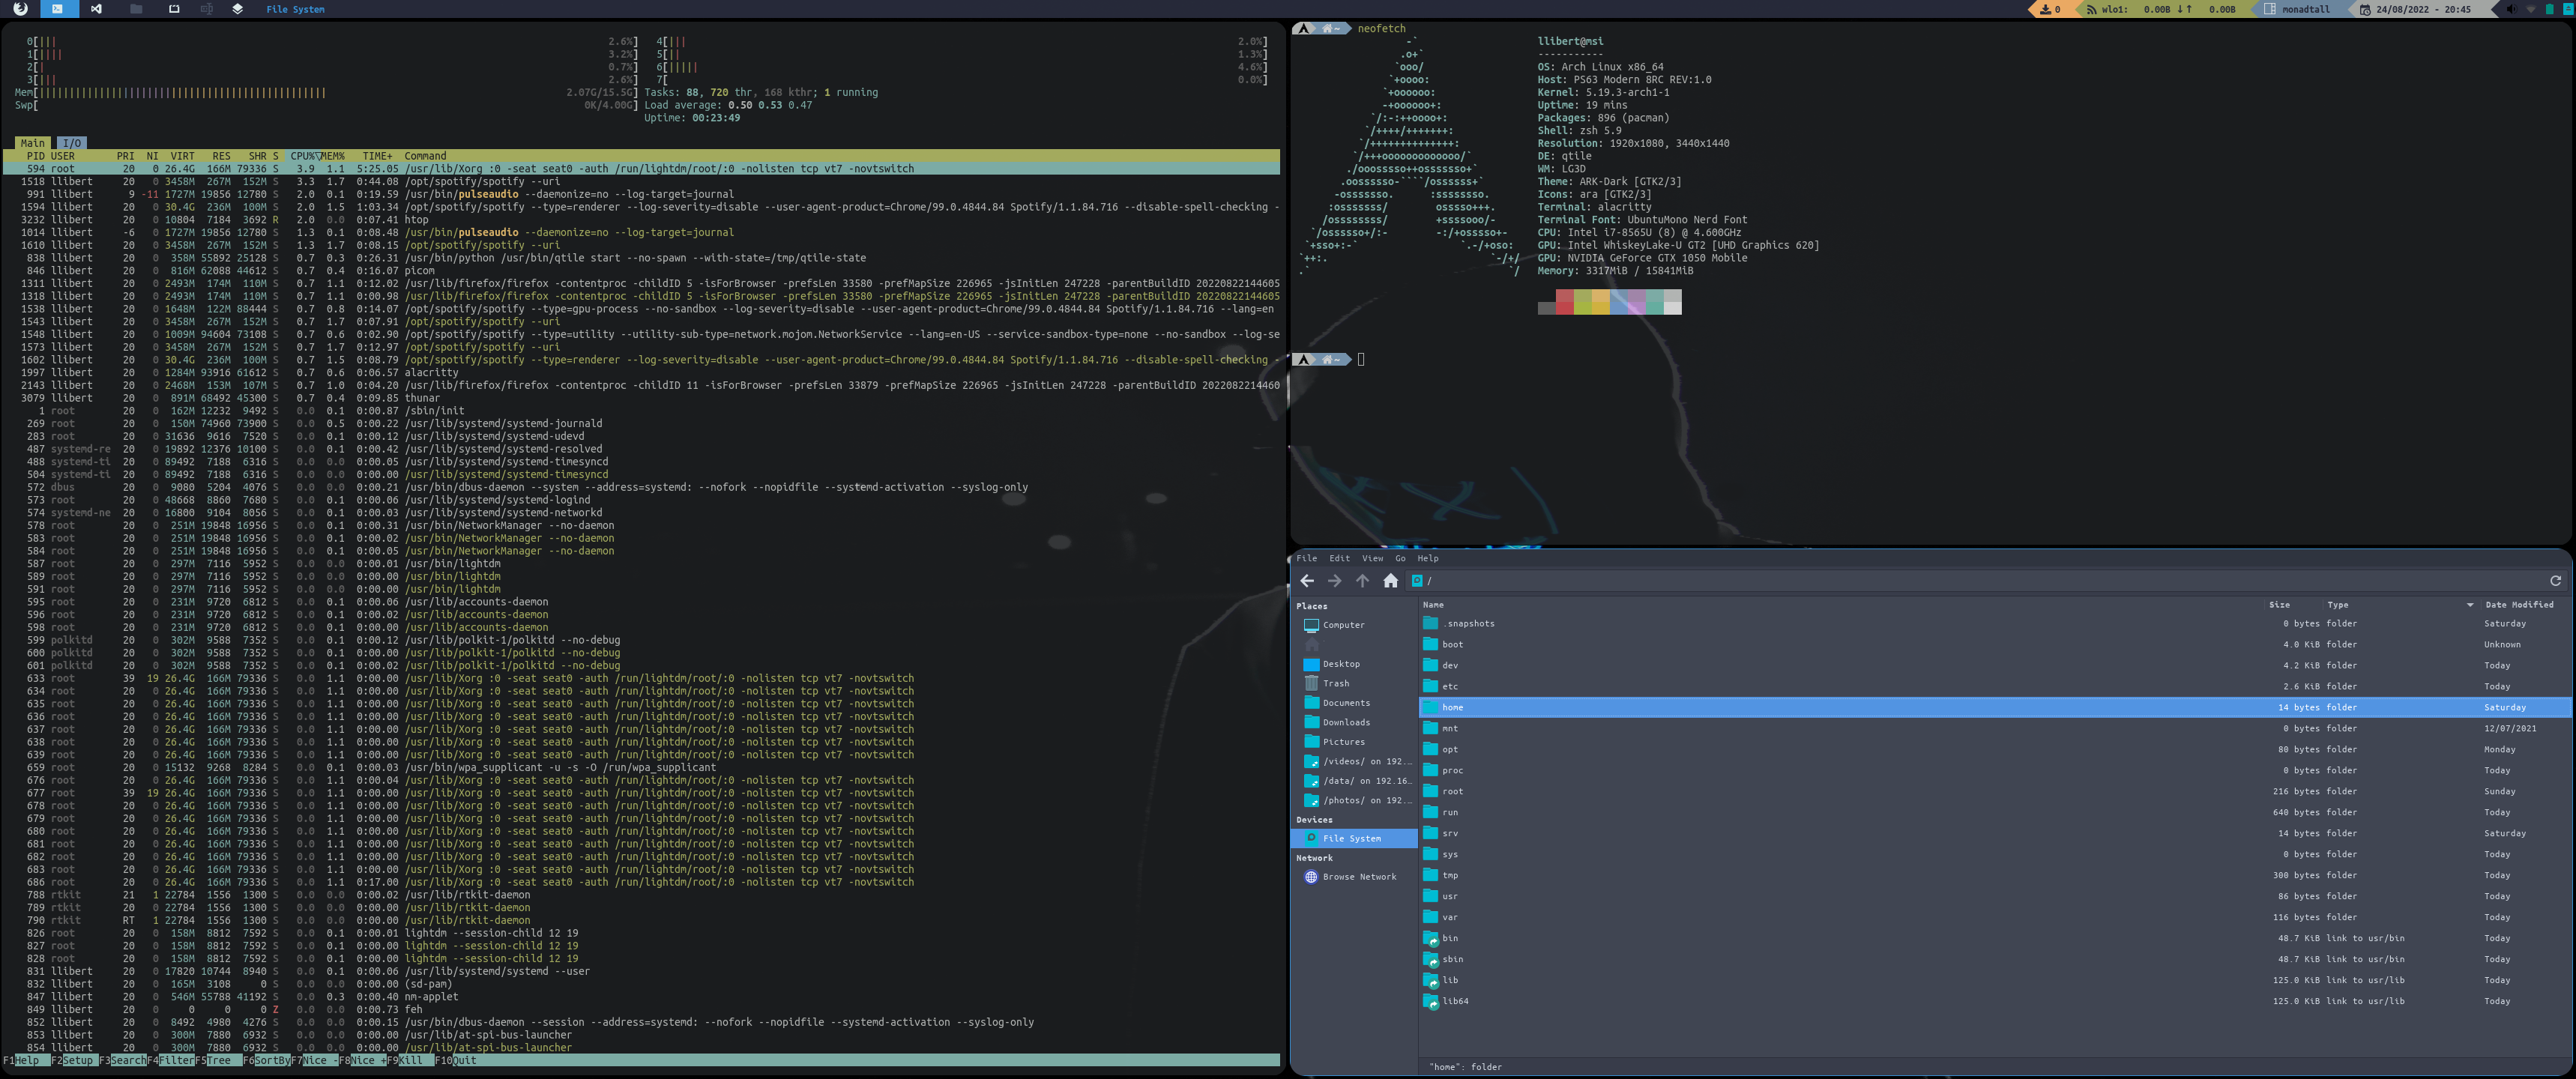 File System
0
wlo1: 0.00B ↓↑ 0.00B
monadtall
24/08/2022 - 20:45
0[||| 2.6%] 4[||| 2.0%]
1[|||| 3.2%] 5[|| 1.3%]
2[| 0.7%] 6[||||| 4.6%]
3[||| 2.6%] 7[ 0.0%]
Mem[ 2.07G/15.5G] Tasks: 88, 720 thr, 168 kthr; 1 running
Swp[ 0K/4.00G] Load average: 0.50 0.53 0.47
Uptime: 00:23:49
Main I/O
PID USER PRI NI VIRT RES SHR S CPU%▽MEM% TIME+ Command
594 root 20 0 26.4G 166M 79336 S 3.9 1.1 5:25.05 /usr/lib/Xorg :0 -seat seat0 -auth /run/lightdm/root/:0 -nolisten tcp vt7 -novtswitch
1518 llibert 20 0 3458M 267M 152M S 3.3 1.7 0:44.08 /opt/spotify/spotify --uri
991 llibert 9 -11 1727M 19856 12780 S 2.0 0.1 0:19.59 /usr/bin/pulseaudio --daemonize=no --log-target=journal
1594 llibert 20 0 30.4G 236M 100M S 2.0 1.5 1:03.34 /opt/spotify/spotify --type=renderer --log-severity=disable --user-agent-product=Chrome/99.0.4844.84 Spotify/1.1.84.716 --disable-spell-checking -
3232 llibert 20 0 10804 7184 3692 R 2.0 0.0 0:07.41 htop
1014 llibert -6 0 1727M 19856 12780 S 1.3 0.1 0:08.48 /usr/bin/pulseaudio --daemonize=no --log-target=journal
1610 llibert 20 0 3458M 267M 152M S 1.3 1.7 0:08.15 /opt/spotify/spotify --uri
838 llibert 20 0 358M 55892 25128 S 0.7 0.3 0:26.31 /usr/bin/python /usr/bin/qtile start --no-spawn --with-state=/tmp/qtile-state
846 llibert 20 0 816M 62088 44612 S 0.7 0.4 0:16.07 picom
1311 llibert 20 0 2493M 174M 110M S 0.7 1.1 0:12.02 /usr/lib/firefox/firefox -contentproc -childID 5 -isForBrowser -prefsLen 33580 -prefMapSize 226965 -jsInitLen 247228 -parentBuildID 20220822144605
1318 llibert 20 0 2493M 174M 110M S 0.7 1.1 0:00.98 /usr/lib/firefox/firefox -contentproc -childID 5 -isForBrowser -prefsLen 33580 -prefMapSize 226965 -jsInitLen 247228 -parentBuildID 20220822144605
1538 llibert 20 0 1648M 122M 88444 S 0.7 0.8 0:14.07 /opt/spotify/spotify --type=gpu-process --no-sandbox --log-severity=disable --user-agent-product=Chrome/99.0.4844.84 Spotify/1.1.84.716 --lang=en
1543 llibert 20 0 3458M 267M 152M S 0.7 1.7 0:07.91 /opt/spotify/spotify --uri
1548 llibert 20 0 1009M 94604 73108 S 0.7 0.6 0:02.90 /opt/spotify/spotify --type=utility --utility-sub-type=network.mojom.NetworkService --lang=en-US --service-sandbox-type=none --no-sandbox --log-se
1573 llibert 20 0 3458M 267M 152M S 0.7 1.7 0:12.97 /opt/spotify/spotify --uri
1602 llibert 20 0 30.4G 236M 100M S 0.7 1.5 0:08.79 /opt/spotify/spotify --type=renderer --log-severity=disable --user-agent-product=Chrome/99.0.4844.84 Spotify/1.1.84.716 --disable-spell-checking -
1997 llibert 20 0 1284M 93916 61612 S 0.7 0.6 0:06.57 alacritty
2143 llibert 20 0 2468M 153M 107M S 0.7 1.0 0:04.20 /usr/lib/firefox/firefox -contentproc -childID 11 -isForBrowser -prefsLen 33879 -prefMapSize 226965 -jsInitLen 247228 -parentBuildID 2022082214460
3079 llibert 20 0 891M 68492 45300 S 0.7 0.4 0:09.85 thunar
1 root 20 0 162M 12232 9492 S 0.0 0.1 0:00.87 /sbin/init
269 root 20 0 150M 74960 73900 S 0.0 0.5 0:00.22 /usr/lib/systemd/systemd-journald
283 root 20 0 31636 9616 7520 S 0.0 0.1 0:00.12 /usr/lib/systemd/systemd-udevd
487 systemd-re 20 0 19892 12376 10100 S 0.0 0.1 0:00.42 /usr/lib/systemd/systemd-resolved
488 systemd-ti 20 0 89492 7188 6316 S 0.0 0.0 0:00.05 /usr/lib/systemd/systemd-timesyncd
504 systemd-ti 20 0 89492 7188 6316 S 0.0 0.0 0:00.00 /usr/lib/systemd/systemd-timesyncd
572 dbus 20 0 9080 5204 4076 S 0.0 0.0 0:00.21 /usr/bin/dbus-daemon --system --address=systemd: --nofork --nopidfile --systemd-activation --syslog-only
573 root 20 0 48668 8860 7680 S 0.0 0.1 0:00.06 /usr/lib/systemd/systemd-logind
574 systemd-ne 20 0 16800 9104 8056 S 0.0 0.1 0:00.03 /usr/lib/systemd/systemd-networkd
578 root 20 0 251M 19848 16956 S 0.0 0.1 0:00.31 /usr/bin/NetworkManager --no-daemon
583 root 20 0 251M 19848 16956 S 0.0 0.1 0:00.02 /usr/bin/NetworkManager --no-daemon
584 root 20 0 251M 19848 16956 S 0.0 0.1 0:00.05 /usr/bin/NetworkManager --no-daemon
587 root 20 0 297M 7116 5952 S 0.0 0.0 0:00.01 /usr/bin/lightdm
589 root 20 0 297M 7116 5952 S 0.0 0.0 0:00.00 /usr/bin/lightdm
591 root 20 0 297M 7116 5952 S 0.0 0.0 0:00.00 /usr/bin/lightdm
595 root 20 0 231M 9720 6812 S 0.0 0.1 0:00.06 /usr/lib/accounts-daemon
596 root 20 0 231M 9720 6812 S 0.0 0.1 0:00.00 /usr/lib/accounts-daemon
598 root 20 0 231M 9720 6812 S 0.0 0.1 0:00.00 /usr/lib/accounts-daemon
599 polkitd 20 0 302M 9588 7352 S 0.0 0.1 0:00.12 /usr/lib/polkit-1/polkitd --no-debug
600 polkitd 20 0 302M 9588 7352 S 0.0 0.1 0:00.00 /usr/lib/polkit-1/polkitd --no-debug
601 polkitd 20 0 302M 9588 7352 S 0.0 0.1 0:00.02 /usr/lib/polkit-1/polkitd --no-debug
633 root 39 19 26.4G 166M 79336 S 0.0 1.1 0:00.00 /usr/lib/Xorg :0 -seat seat0 -auth /run/lightdm/root/:0 -nolisten tcp vt7 -novtswitch
634 root 20 0 26.4G 166M 79336 S 0.0 1.1 0:00.00 /usr/lib/Xorg :0 -seat seat0 -auth /run/lightdm/root/:0 -nolisten tcp vt7 -novtswitch
635 root 20 0 26.4G 166M 79336 S 0.0 1.1 0:00.00 /usr/lib/Xorg :0 -seat seat0 -auth /run/lightdm/root/:0 -nolisten tcp vt7 -novtswitch
636 root 20 0 26.4G 166M 79336 S 0.0 1.1 0:00.00 /usr/lib/Xorg :0 -seat seat0 -auth /run/lightdm/root/:0 -nolisten tcp vt7 -novtswitch
637 root 20 0 26.4G 166M 79336 S 0.0 1.1 0:00.00 /usr/lib/Xorg :0 -seat seat0 -auth /run/lightdm/root/:0 -nolisten tcp vt7 -novtswitch
638 root 20 0 26.4G 166M 79336 S 0.0 1.1 0:00.00 /usr/lib/Xorg :0 -seat seat0 -auth /run/lightdm/root/:0 -nolisten tcp vt7 -novtswitch
639 root 20 0 26.4G 166M 79336 S 0.0 1.1 0:00.00 /usr/lib/Xorg :0 -seat seat0 -auth /run/lightdm/root/:0 -nolisten tcp vt7 -novtswitch
659 root 20 0 15132 9268 8284 S 0.0 0.1 0:00.03 /usr/bin/wpa_supplicant -u -s -O /run/wpa_supplicant
676 root 20 0 26.4G 166M 79336 S 0.0 1.1 0:00.04 /usr/lib/Xorg :0 -seat seat0 -auth /run/lightdm/root/:0 -nolisten tcp vt7 -novtswitch
677 root 39 19 26.4G 166M 79336 S 0.0 1.1 0:00.00 /usr/lib/Xorg :0 -seat seat0 -auth /run/lightdm/root/:0 -nolisten tcp vt7 -novtswitch
678 root 20 0 26.4G 166M 79336 S 0.0 1.1 0:00.00 /usr/lib/Xorg :0 -seat seat0 -auth /run/lightdm/root/:0 -nolisten tcp vt7 -novtswitch
679 root 20 0 26.4G 166M 79336 S 0.0 1.1 0:00.00 /usr/lib/Xorg :0 -seat seat0 -auth /run/lightdm/root/:0 -nolisten tcp vt7 -novtswitch
680 root 20 0 26.4G 166M 79336 S 0.0 1.1 0:00.00 /usr/lib/Xorg :0 -seat seat0 -auth /run/lightdm/root/:0 -nolisten tcp vt7 -novtswitch
681 root 20 0 26.4G 166M 79336 S 0.0 1.1 0:00.00 /usr/lib/Xorg :0 -seat seat0 -auth /run/lightdm/root/:0 -nolisten tcp vt7 -novtswitch
682 root 20 0 26.4G 166M 79336 S 0.0 1.1 0:00.00 /usr/lib/Xorg :0 -seat seat0 -auth /run/lightdm/root/:0 -nolisten tcp vt7 -novtswitch
683 root 20 0 26.4G 166M 79336 S 0.0 1.1 0:00.00 /usr/lib/Xorg :0 -seat seat0 -auth /run/lightdm/root/:0 -nolisten tcp vt7 -novtswitch
686 root 20 0 26.4G 166M 79336 S 0.0 1.1 0:17.00 /usr/lib/Xorg :0 -seat seat0 -auth /run/lightdm/root/:0 -nolisten tcp vt7 -novtswitch
788 rtkit 21 1 22784 1556 1300 S 0.0 0.0 0:00.02 /usr/lib/rtkit-daemon
789 rtkit 20 0 22784 1556 1300 S 0.0 0.0 0:00.00 /usr/lib/rtkit-daemon
790 rtkit RT 1 22784 1556 1300 S 0.0 0.0 0:00.00 /usr/lib/rtkit-daemon
826 root 20 0 158M 8812 7592 S 0.0 0.1 0:00.01 lightdm --session-child 12 19
827 root 20 0 158M 8812 7592 S 0.0 0.1 0:00.00 lightdm --session-child 12 19
828 root 20 0 158M 8812 7592 S 0.0 0.1 0:00.00 lightdm --session-child 12 19
831 llibert 20 0 17820 10744 8940 S 0.0 0.1 0:00.06 /usr/lib/systemd/systemd --user
832 llibert 20 0 165M 3108 0 S 0.0 0.0 0:00.00 (sd-pam)
847 llibert 20 0 546M 55788 41192 S 0.0 0.3 0:00.40 nm-applet
849 llibert 20 0 0 0 0 Z 0.0 0.0 0:00.73 feh
852 llibert 20 0 8492 4980 4276 S 0.0 0.0 0:00.15 /usr/bin/dbus-daemon --session --address=systemd: --nofork --nopidfile --systemd-activation --syslog-only
853 llibert 20 0 300M 7880 6932 S 0.0 0.0 0:00.00 /usr/lib/at-spi-bus-launcher
854 llibert 20 0 300M 7880 6932 S 0.0 0.0 0:00.00 /usr/lib/at-spi-bus-launcher
F1Help F2Setup F3SearchF4FilterF5Tree F6SortByF7Nice -F8Nice +F9Kill F10Quit
~ neofetch
llibert@msi
-----------
OS: Arch Linux x86_64
Host: PS63 Modern 8RC REV:1.0
Kernel: 5.19.3-arch1-1
Uptime: 19 mins
Packages: 896 (pacman)
Shell: zsh 5.9
Resolution: 1920x1080, 3440x1440
DE: qtile
WM: LG3D
Theme: ARK-Dark [GTK2/3]
Icons: ara [GTK2/3]
Terminal: alacritty
Terminal Font: UbuntuMono Nerd Font
CPU: Intel i7-8565U (8) @ 4.600GHz
GPU: Intel WhiskeyLake-U GT2 [UHD Graphics 620]
GPU: NVIDIA GeForce GTX 1050 Mobile
Memory: 3317MiB / 15841MiB
~
File Edit View Go Help
/
Places
Computer
Desktop
Trash
Documents
Downloads
Pictures
/videos/ on 192.…
/data/ on 192.16…
/photos/ on 192.…
Devices
File System
Network
Browse Network
Name Size Type Date Modified
.snapshots 0 bytes folder Saturday
boot 4.0 KiB folder Unknown
dev 4.2 KiB folder Today
etc 2.6 KiB folder Today
home 14 bytes folder Saturday
mnt 0 bytes folder 12/07/2021
opt 80 bytes folder Monday
proc 0 bytes folder Today
root 216 bytes folder Sunday
run 640 bytes folder Today
srv 14 bytes folder Saturday
sys 0 bytes folder Today
tmp 300 bytes folder Today
usr 86 bytes folder Today
var 116 bytes folder Today
bin 48.7 KiB link to usr/bin Today
sbin 48.7 KiB link to usr/bin Today
lib 125.0 KiB link to usr/lib Today
lib64 125.0 KiB link to usr/lib Today
"home": folder